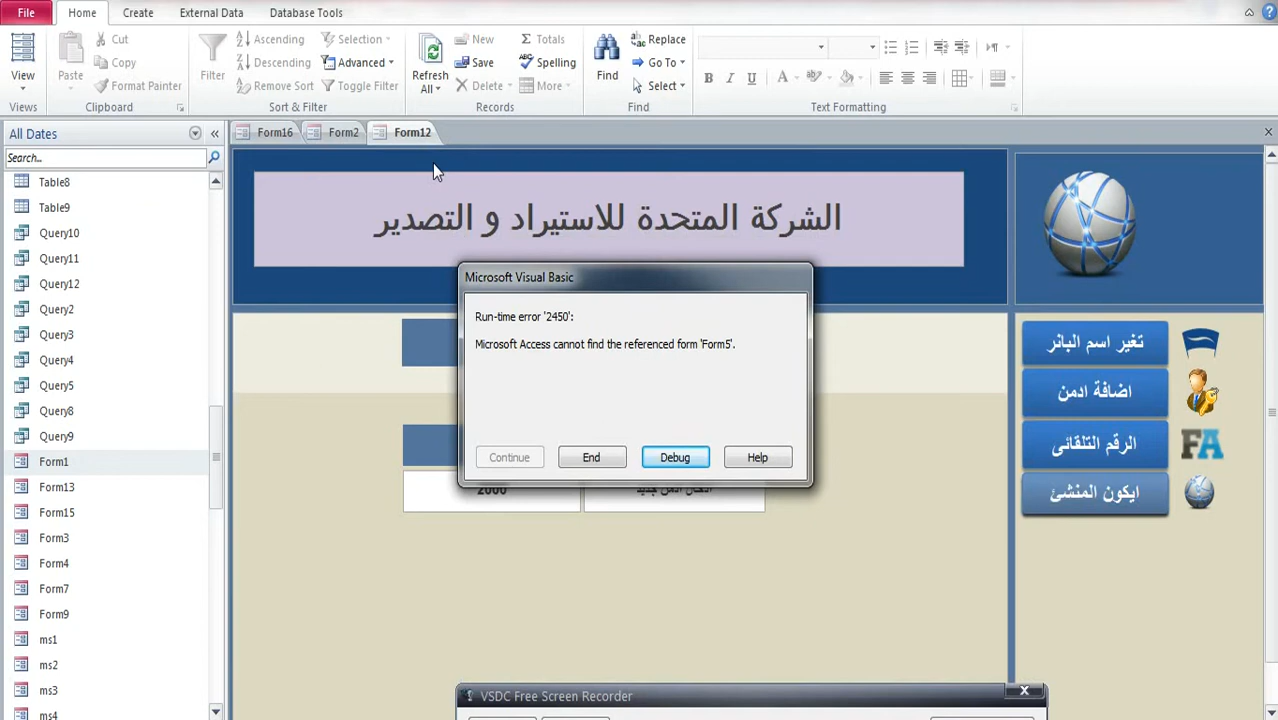 File
Home
Create
External Data
Database Tools
View
Views
Paste
Cut
Copy
Format Painter
Clipboard
Filter
Ascending
Descending
Remove Sort
Selection
Advanced
Toggle Filter
Sort & Filter
Refresh
All
New
Save
Delete
Totals
Spelling
More
Records
Find
Replace
Go To
Select
Find
B I U A
Text Formatting
All Dates
Search...
Form16
Form2
Form12
Table8
Table9
Query10
Query11
Query12
Query2
Query3
Query4
Query5
Query8
Query9
Form1
Form13
Form15
Form3
Form4
Form7
Form9
ms1
ms2
ms3
ms4
الشركة المتحدة للاستيراد و التصدير
Microsoft Visual Basic
Run-time error '2450':
Microsoft Access cannot find the referenced form 'Form5'.
Continue
End
Debug
Help
2000
تغير اسم البانر
اضافة ادمن
الرقم التلقائى
FA
ايكون المنشئ
VSDC Free Screen Recorder